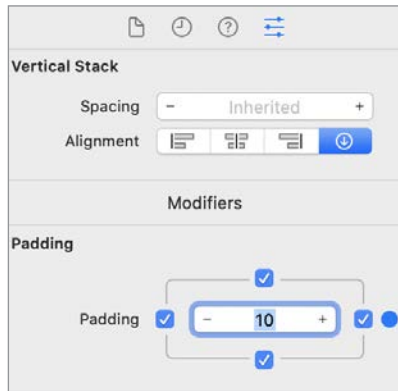 Vertical Stack
Spacing - Inherited +
Alignment
Modifiers
Padding
Padding - 10 +